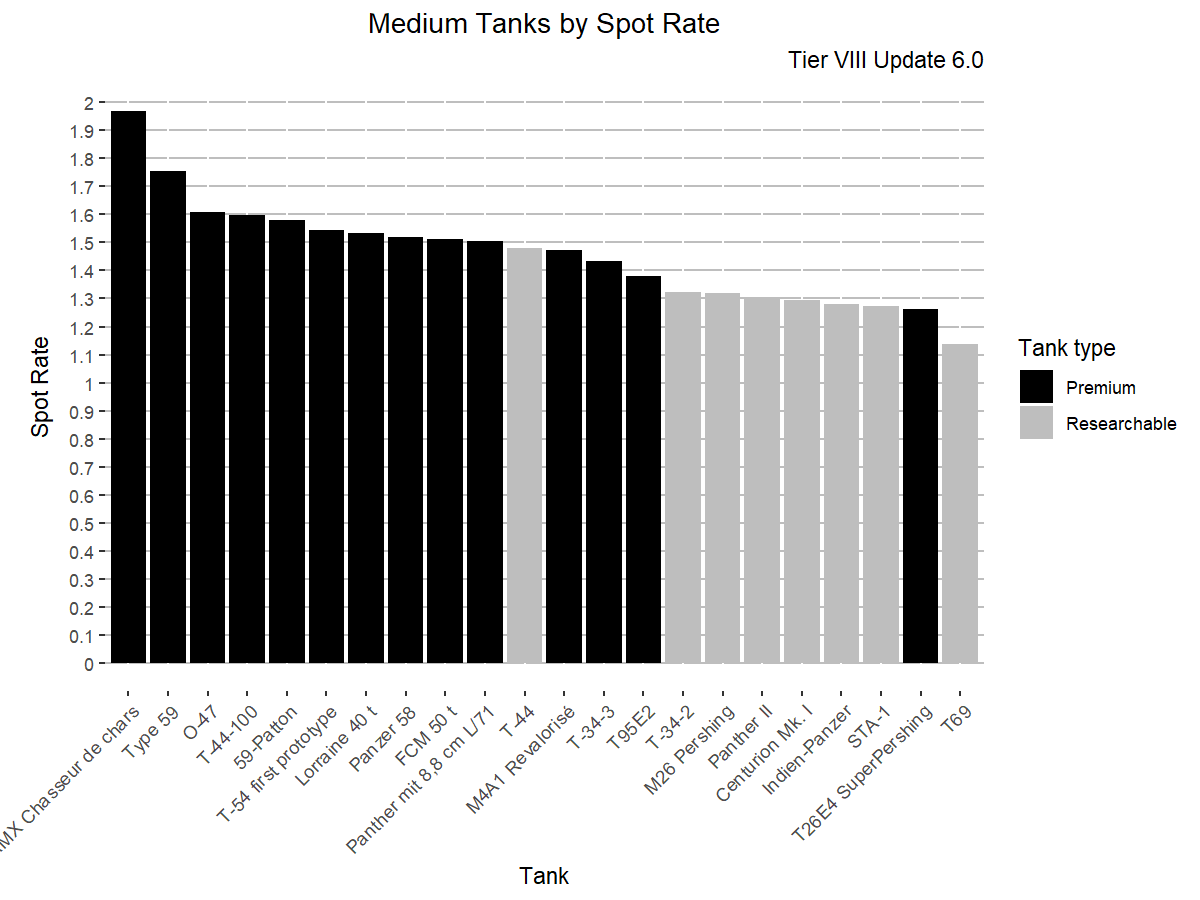 Medium Tanks by Spot Rate
Tier VIII Update 6.0
Spot Rate
2
1.9
1.8
1.7
1.6
1.5
1.4
1.3
1.2
1.1
1
0.9
0.8
0.7
0.6
0.5
0.4
0.3
0.2
0.1
0
MX Chasseur de chars
Type 59
O-47
T-44-100
59-Patton
T-54 first prototype
Lorraine 40 t
Panzer 58
FCM 50 t
Panther mit 8,8 cm L/71
T-44
M4A1 Revalorisé
T-34-3
T95E2
T-34-2
M26 Pershing
Panther II
Centurion Mk. I
Indien-Panzer
STA-1
T26E4 SuperPershing
T69
Tank
Tank type
Premium
Researchable